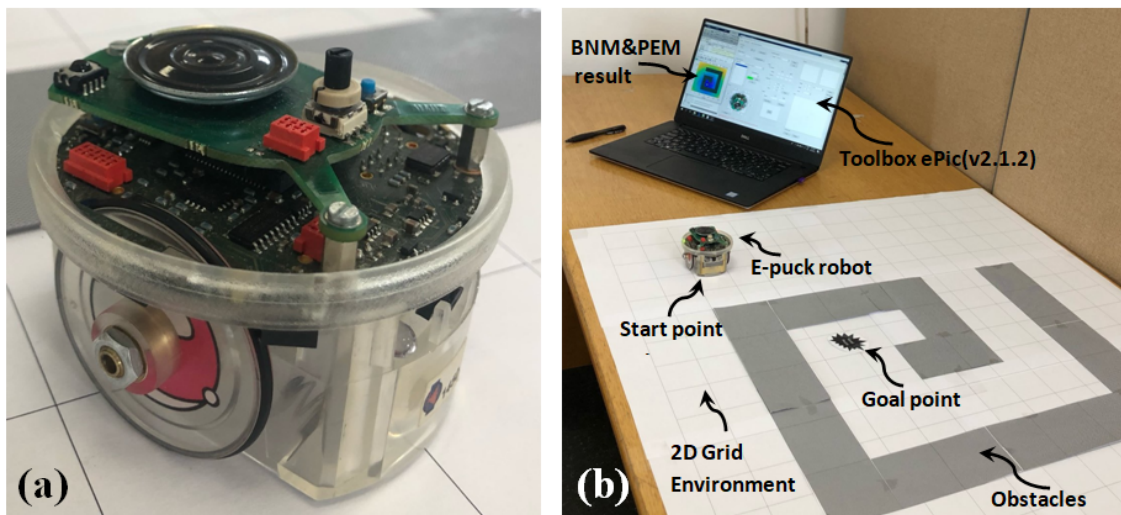 (a)
BNM&PEM
result
Toolbox ePic(v2.1.2)
E-puck robot
Start point
Goal point
2D Grid
Environment
Obstacles
(b)